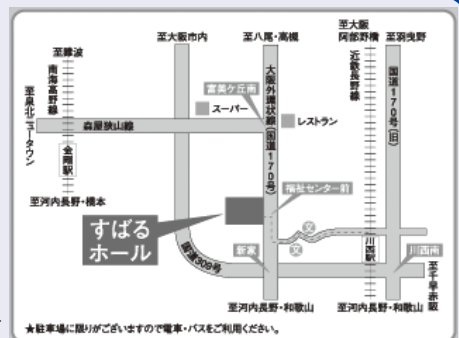 至難波
至大阪市内
至八尾・高槻
至大阪
阿部野橋
至羽曳野
南海高野線
大阪外環状線（国道170号）
近鉄長野線
国道170号（旧）
富美ケ丘南
スーパー
レストラン
至泉北ニュータウン
森屋狭山線
金剛駅
福祉センター前
至河内長野・橋本
すばる
ホール
文
文
新家
川西駅
川西南
国道309号
至千早赤阪
至河内長野・和歌山
至河内長野・和歌山
★駐車場に限りがございますので電車・バスをご利用ください。